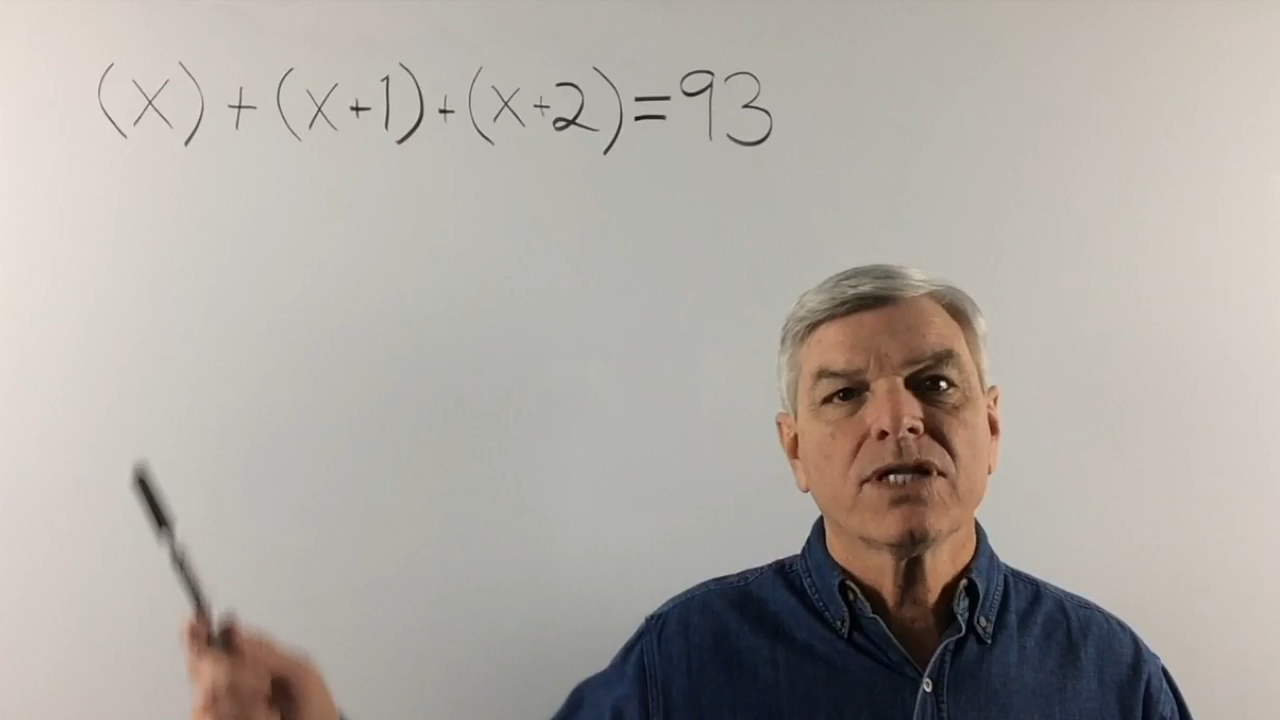 (x) + (x+1) + (x+2) = 93